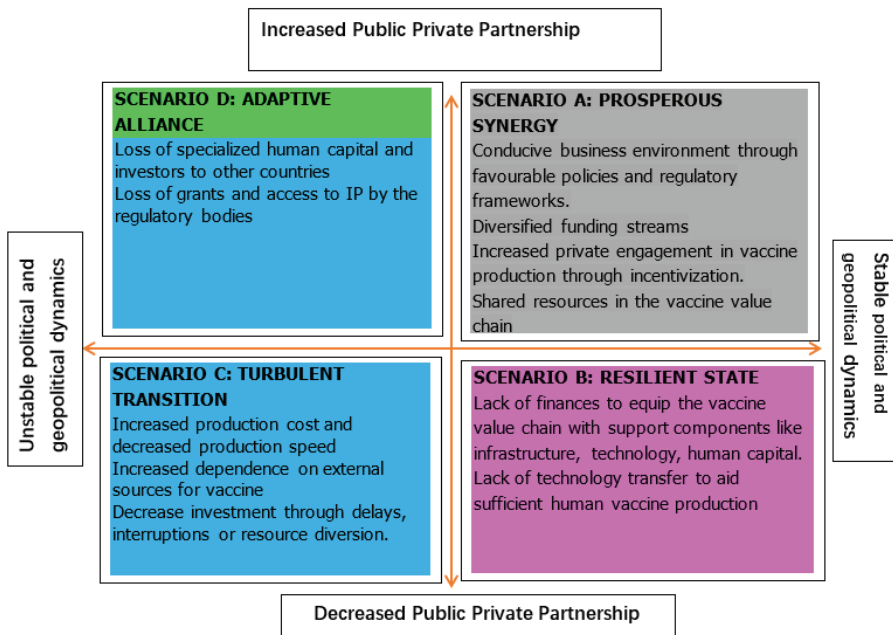 Increased Public Private Partnership
SCENARIO D: ADAPTIVE
ALLIANCE
Loss of specialized human capital and
investors to other countries
Loss of grants and access to IP by the
regulatory bodies
SCENARIO A: PROSPEROUS
SYNERGY
Conducive business environment through
favourable policies and regulatory
frameworks.
Diversified funding streams
Increased private engagement in vaccine
production through incentivization.
Shared resources in the vaccine value
chain
Unstable political and
geopolitical dynamics
Stable political and
geopolitical dynamics
SCENARIO C: TURBULENT
TRANSITION
Increased production cost and
decreased production speed
Increased dependence on external
sources for vaccine
Decrease investment through delays,
interruptions or resource diversion.
SCENARIO B: RESILIENT STATE
Lack of finances to equip the vaccine
value chain with support components like
infrastructure, technology, human capital.
Lack of technology transfer to aid
sufficient human vaccine production
Decreased Public Private Partnership